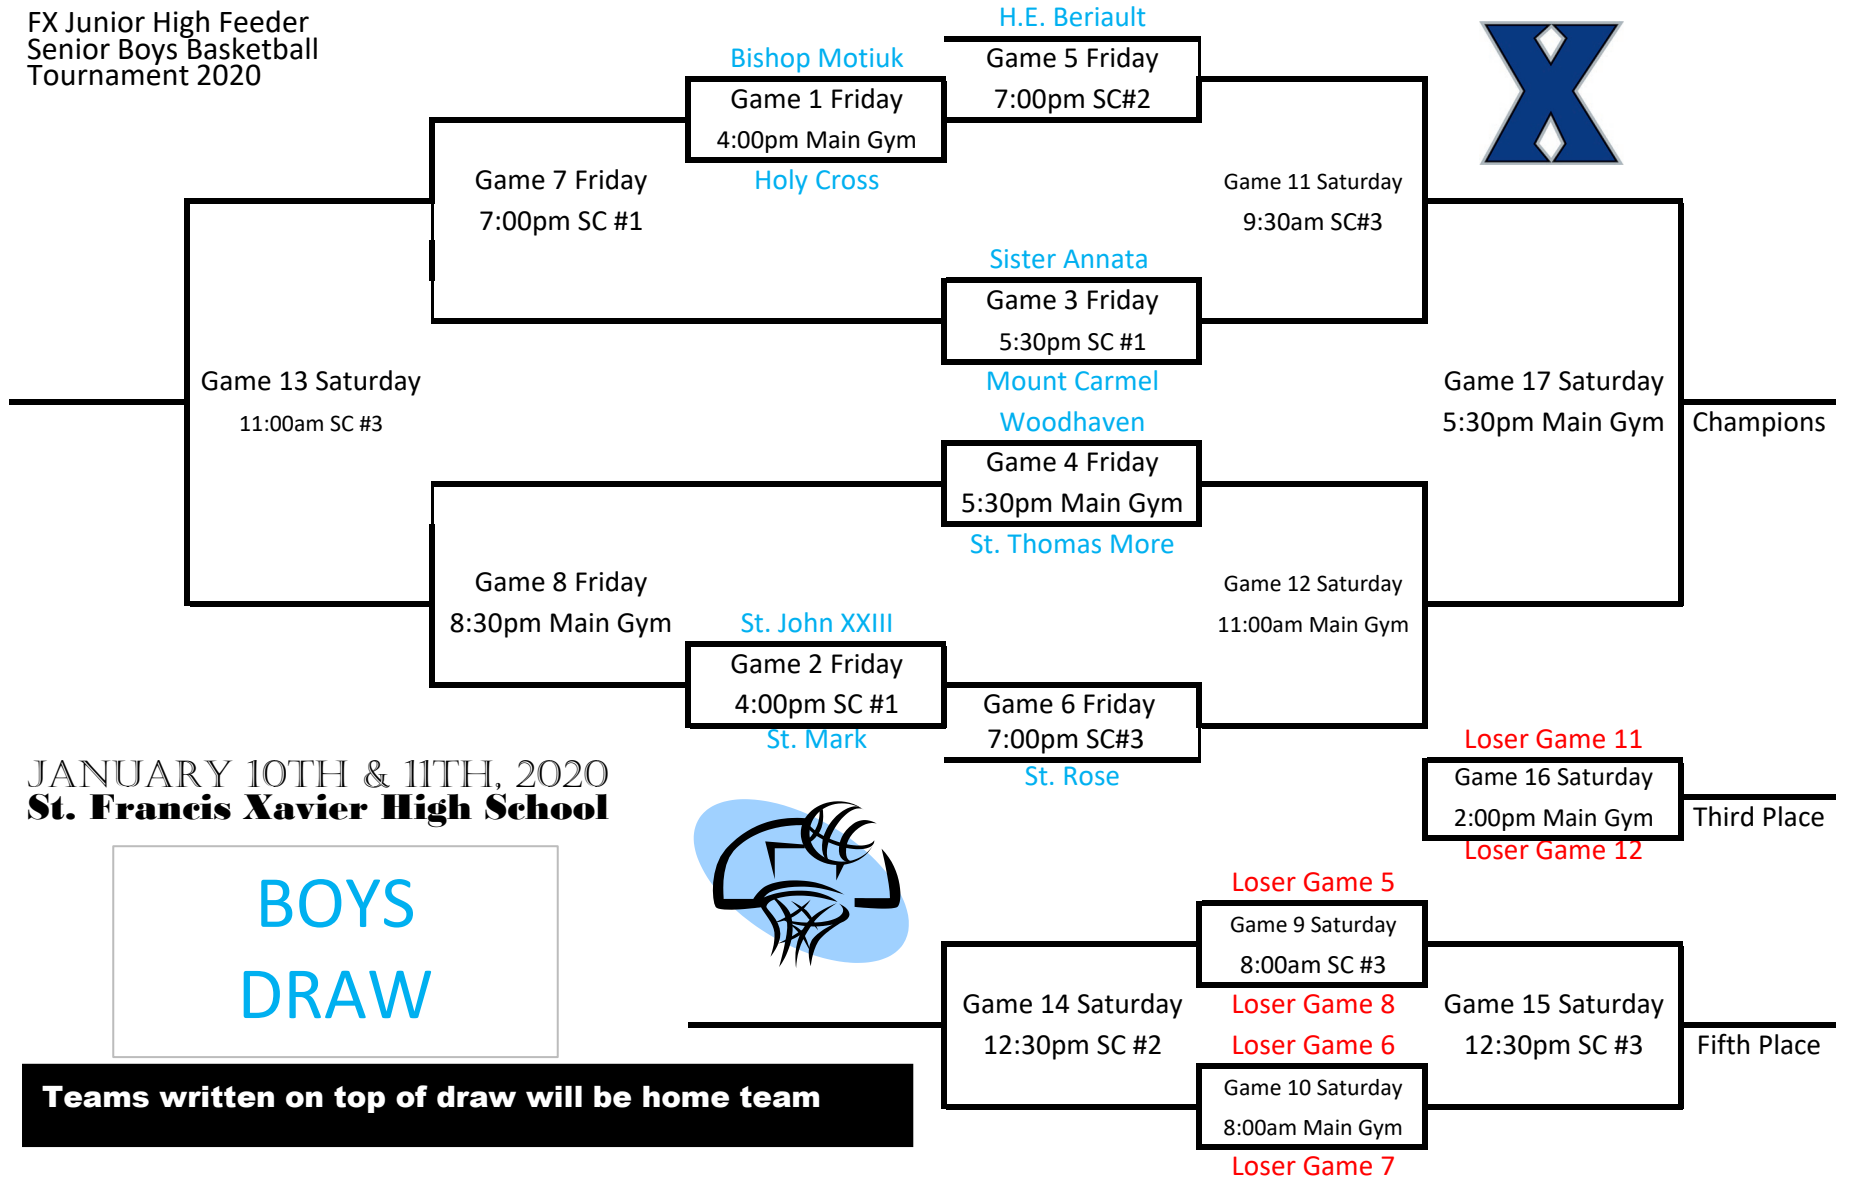 FX Junior High Feeder
Senior Boys Basketball
Tournament 2020
H.E. Beriault
Game 5 Friday
7:00pm SC#2
Bishop Motiuk
Game 1 Friday
4:00pm Main Gym
Holy Cross
Game 7 Friday
7:00pm SC #1
Game 11 Saturday
9:30am SC#3
Sister Annata
Game 3 Friday
5:30pm SC #1
Mount Carmel
Game 13 Saturday
11:00am SC #3
Game 17 Saturday
5:30pm Main Gym
Champions
Woodhaven
Game 4 Friday
5:30pm Main Gym
St. Thomas More
Game 8 Friday
8:30pm Main Gym
Game 12 Saturday
11:00am Main Gym
St. John XXIII
Game 2 Friday
4:00pm SC #1
St. Mark
Game 6 Friday
7:00pm SC#3
St. Rose
Loser Game 11
Game 16 Saturday
2:00pm Main Gym
Loser Game 12
Third Place
JANUARY 10TH & 11TH, 2020
St. Francis Xavier High School
BOYS
DRAW
Loser Game 5
Game 9 Saturday
8:00am SC #3
Loser Game 8
Game 14 Saturday
12:30pm SC #2
Game 15 Saturday
12:30pm SC #3
Fifth Place
Loser Game 6
Game 10 Saturday
8:00am Main Gym
Loser Game 7
Teams written on top of draw will be home team